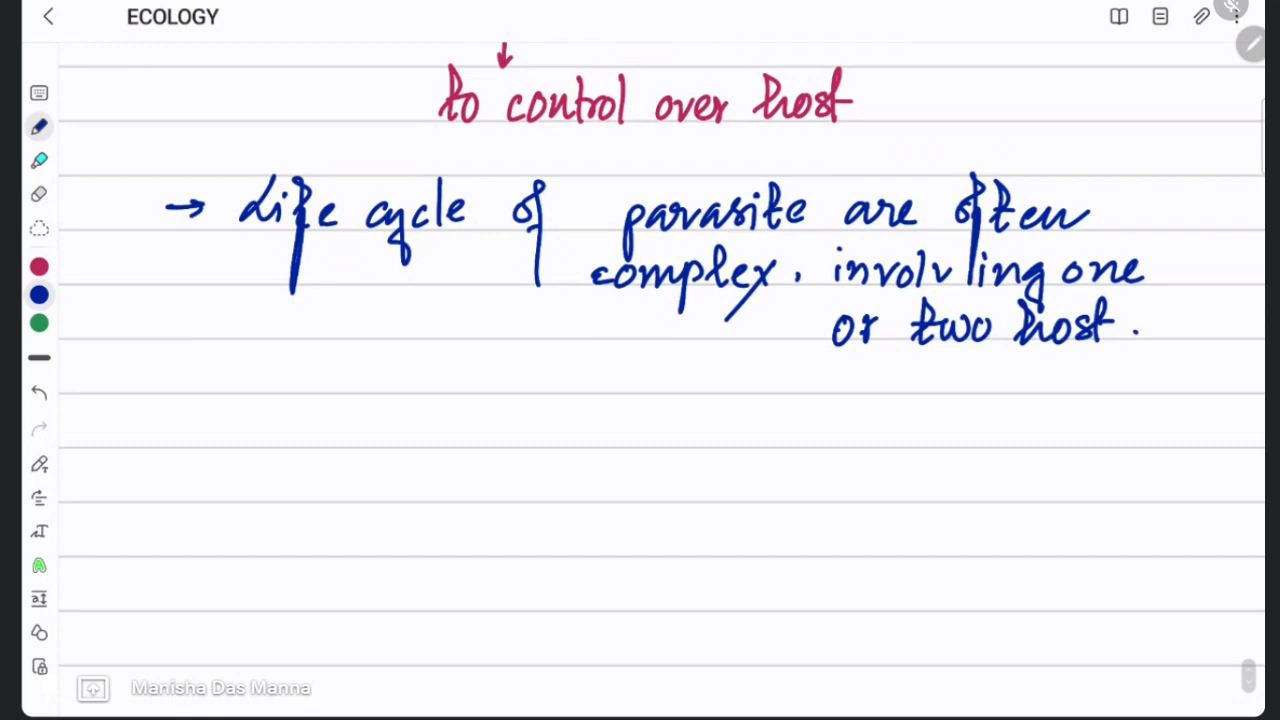 ECOLOGY
↓
to control over host
→ Life cycle of parasite are often
complex, involving one
or two host.
Manisha Das Manna